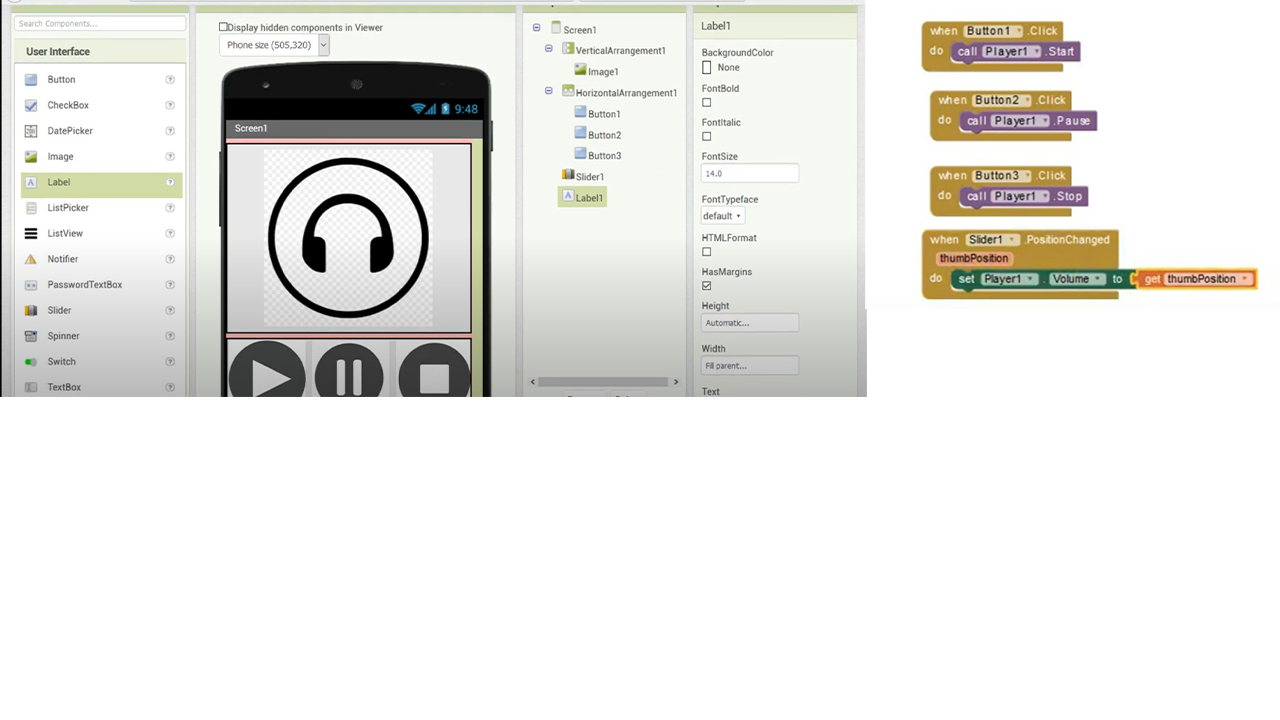 Search Components...
User Interface
Button
CheckBox
DatePicker
Image
Label
ListPicker
ListView
Notifier
PasswordTextBox
Slider
Spinner
Switch
TextBox
Display hidden components in Viewer
Phone size (505,320)
9:48
Screen1
Screen1
VerticalArrangement1
Image1
HorizontalArrangement1
Button1
Button2
Button3
Slider1
Label1
Label1
BackgroundColor
None
FontBold
FontItalic
FontSize
14.0
FontTypeface
default
HTMLFormat
HasMargins
Height
Automatic...
Width
Fill parent...
Text
when Button1 .Click
do call Player1 .Start
when Button2 .Click
do call Player1 .Pause
when Button3 .Click
do call Player1 .Stop
when Slider1 .PositionChanged
thumbPosition
do set Player1 . Volume to get thumbPosition